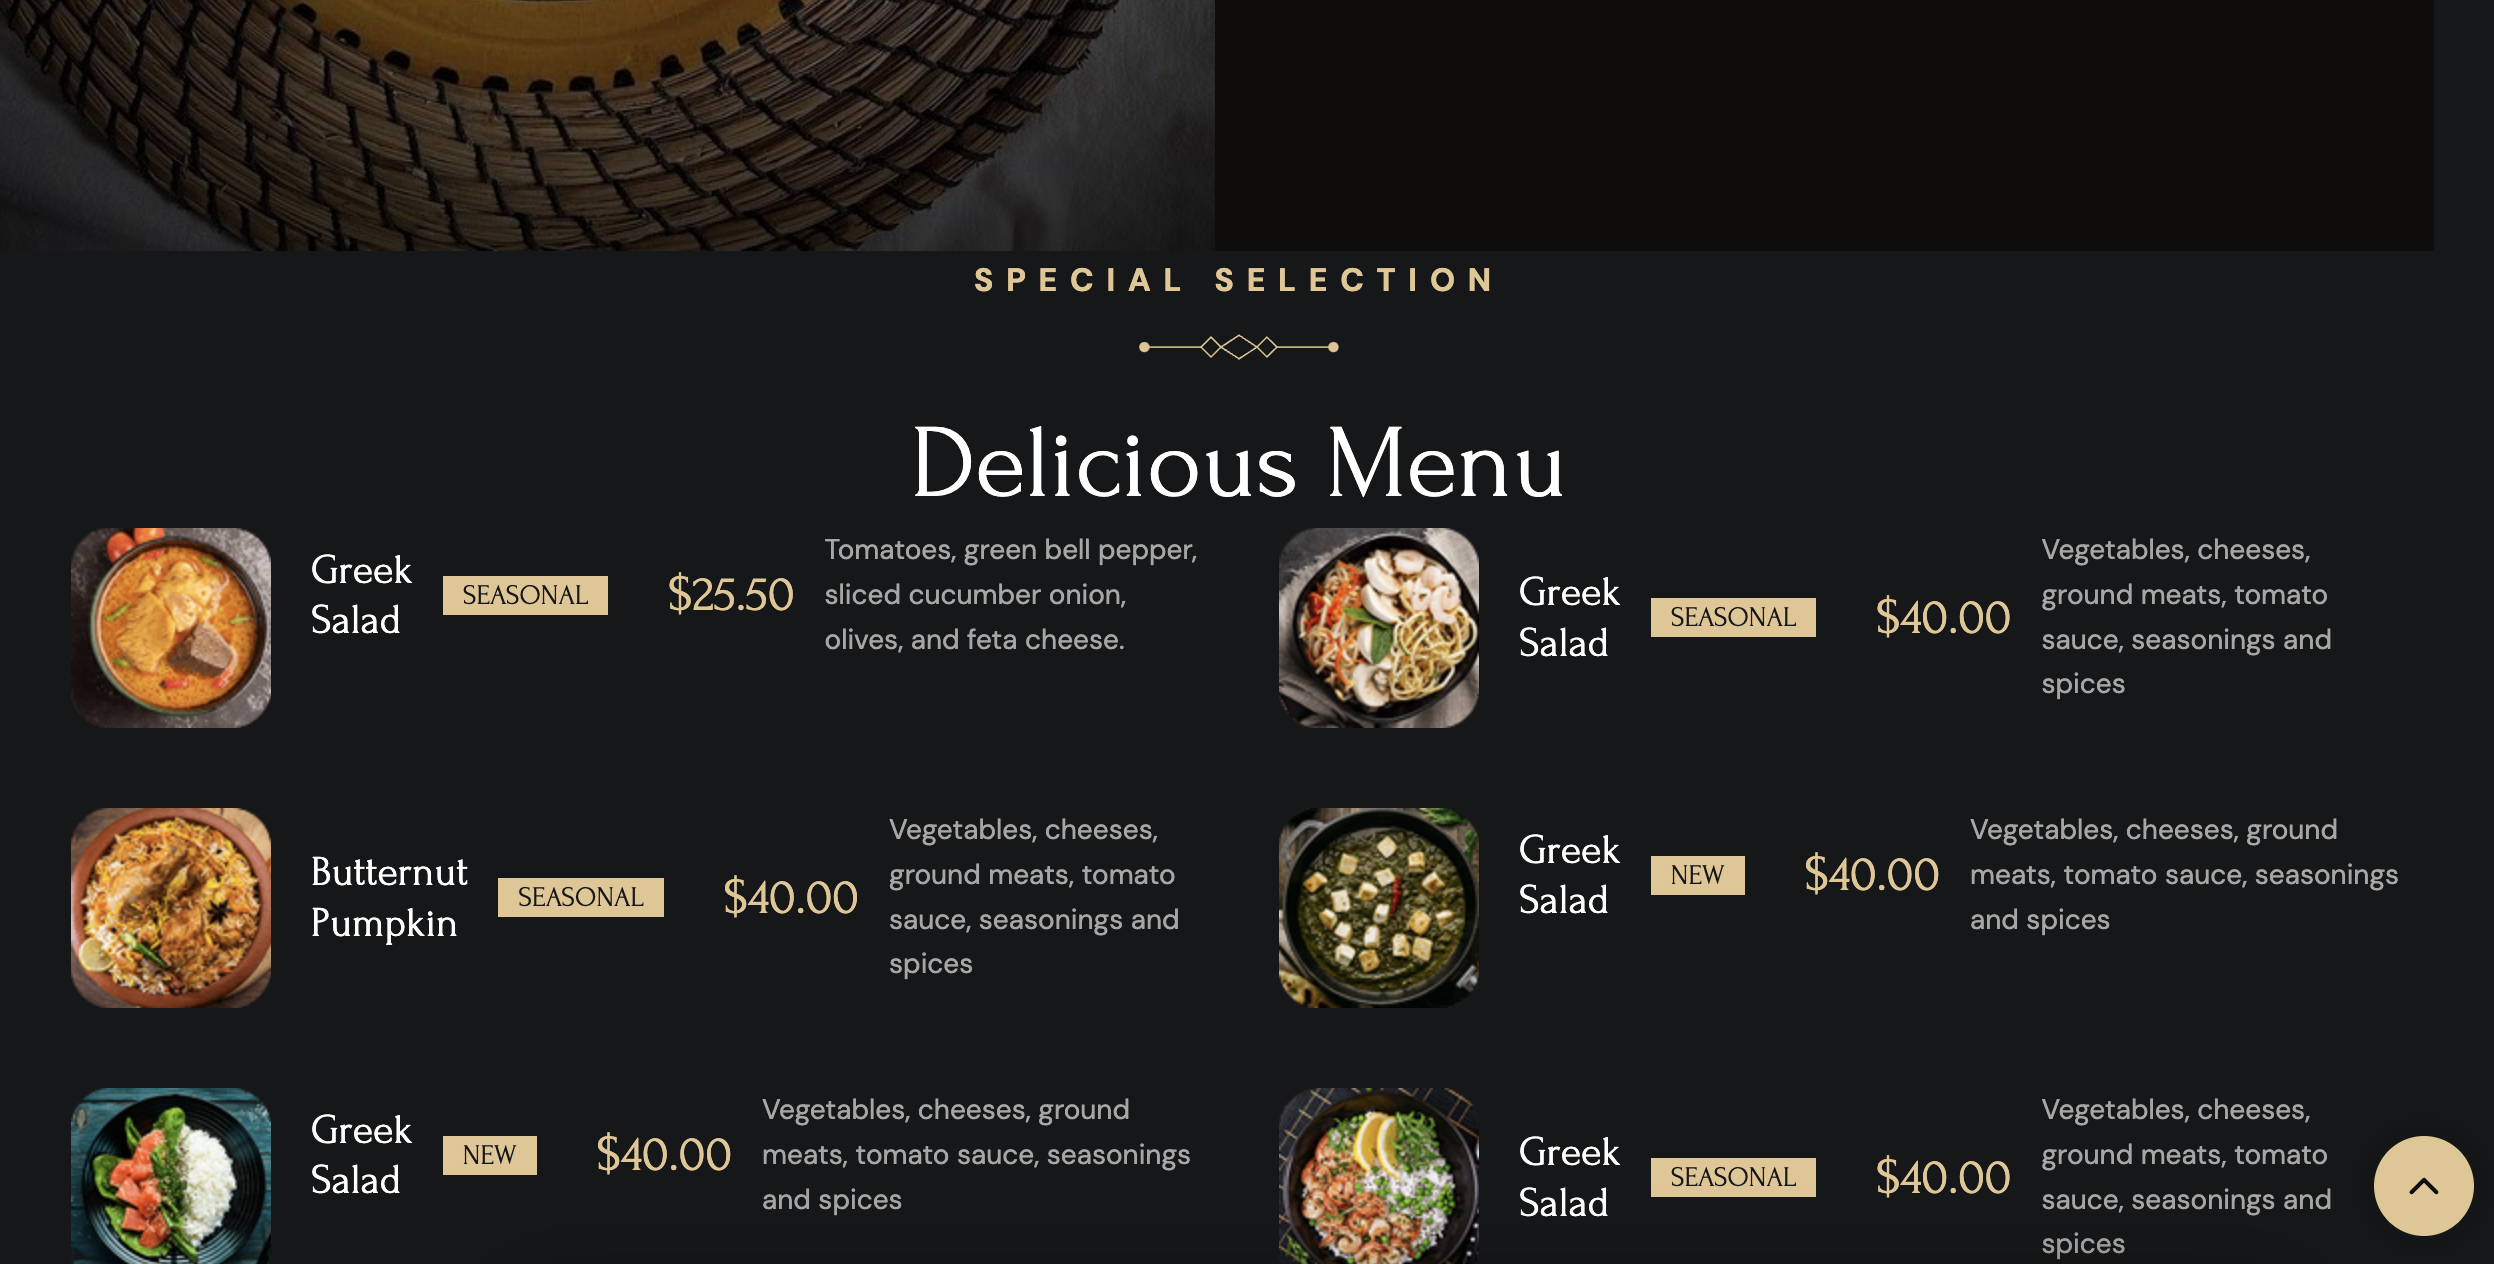 SPECIAL SELECTION
Delicious Menu
Greek
Salad
SEASONAL
$25.50
Tomatoes, green bell pepper,
sliced cucumber onion,
olives, and feta cheese.
Greek
Salad
SEASONAL
$40.00
Vegetables, cheeses,
ground meats, tomato
sauce, seasonings and
spices
Butternut
Pumpkin
SEASONAL
$40.00
Vegetables, cheeses,
ground meats, tomato
sauce, seasonings and
spices
Greek
Salad
NEW
$40.00
Vegetables, cheeses, ground
meats, tomato sauce, seasonings
and spices
Greek
Salad
NEW
$40.00
Vegetables, cheeses, ground
meats, tomato sauce, seasonings
and spices
Greek
Salad
SEASONAL
$40.00
Vegetables, cheeses,
ground meats, tomato
sauce, seasonings and
spices